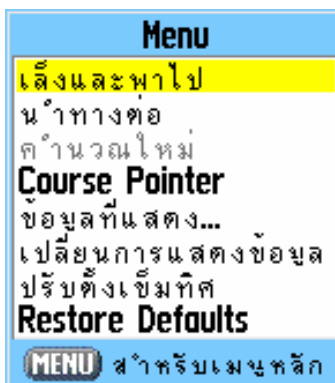 Menu
เล็งและพาไป
นำทางต่อ
คำนวณใหม่
Course Pointer
ข้อมูลที่แสดง...
เปลี่ยนการแสดงข้อมูล
ปรับตั้งเข็มทิศ
Restore Defaults
MENU สำหรับเมนูหลัก